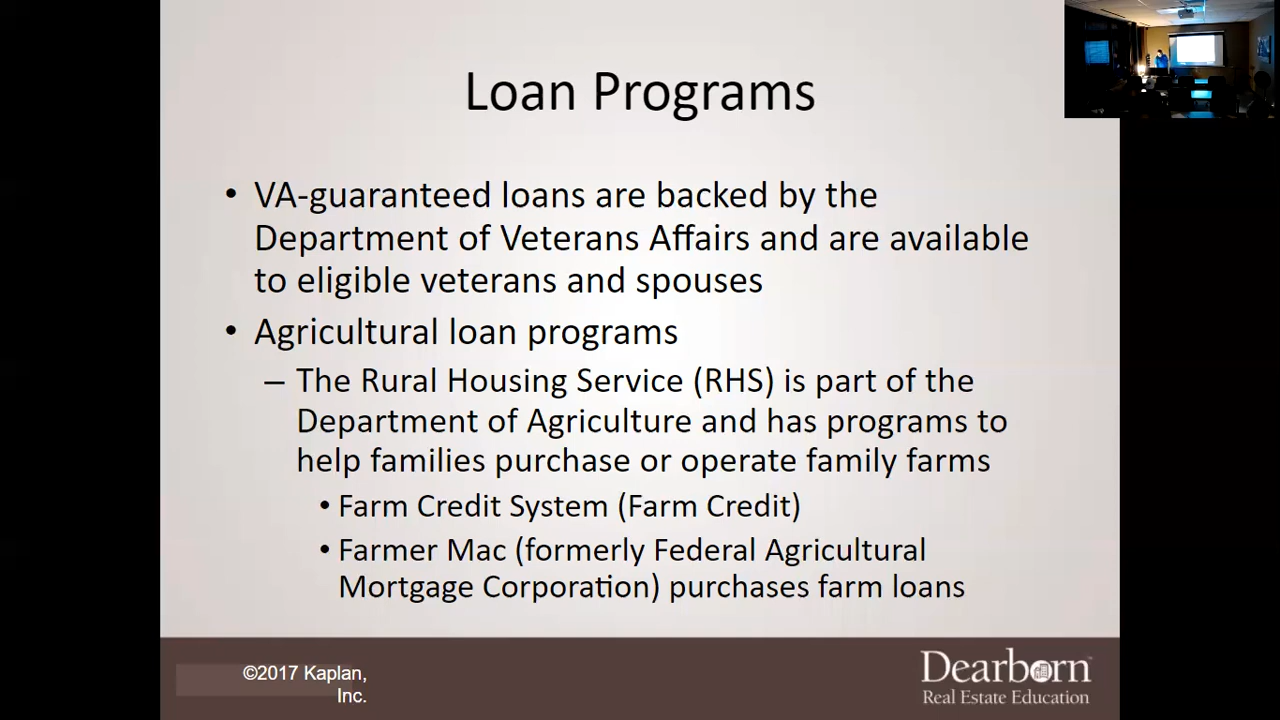 Loan Programs
• VA-guaranteed loans are backed by the
Department of Veterans Affairs and are available
to eligible veterans and spouses
• Agricultural loan programs
– The Rural Housing Service (RHS) is part of the
Department of Agriculture and has programs to
help families purchase or operate family farms
• Farm Credit System (Farm Credit)
• Farmer Mac (formerly Federal Agricultural
Mortgage Corporation) purchases farm loans
©2017 Kaplan,
Inc.
Dearborn™
Real Estate Education